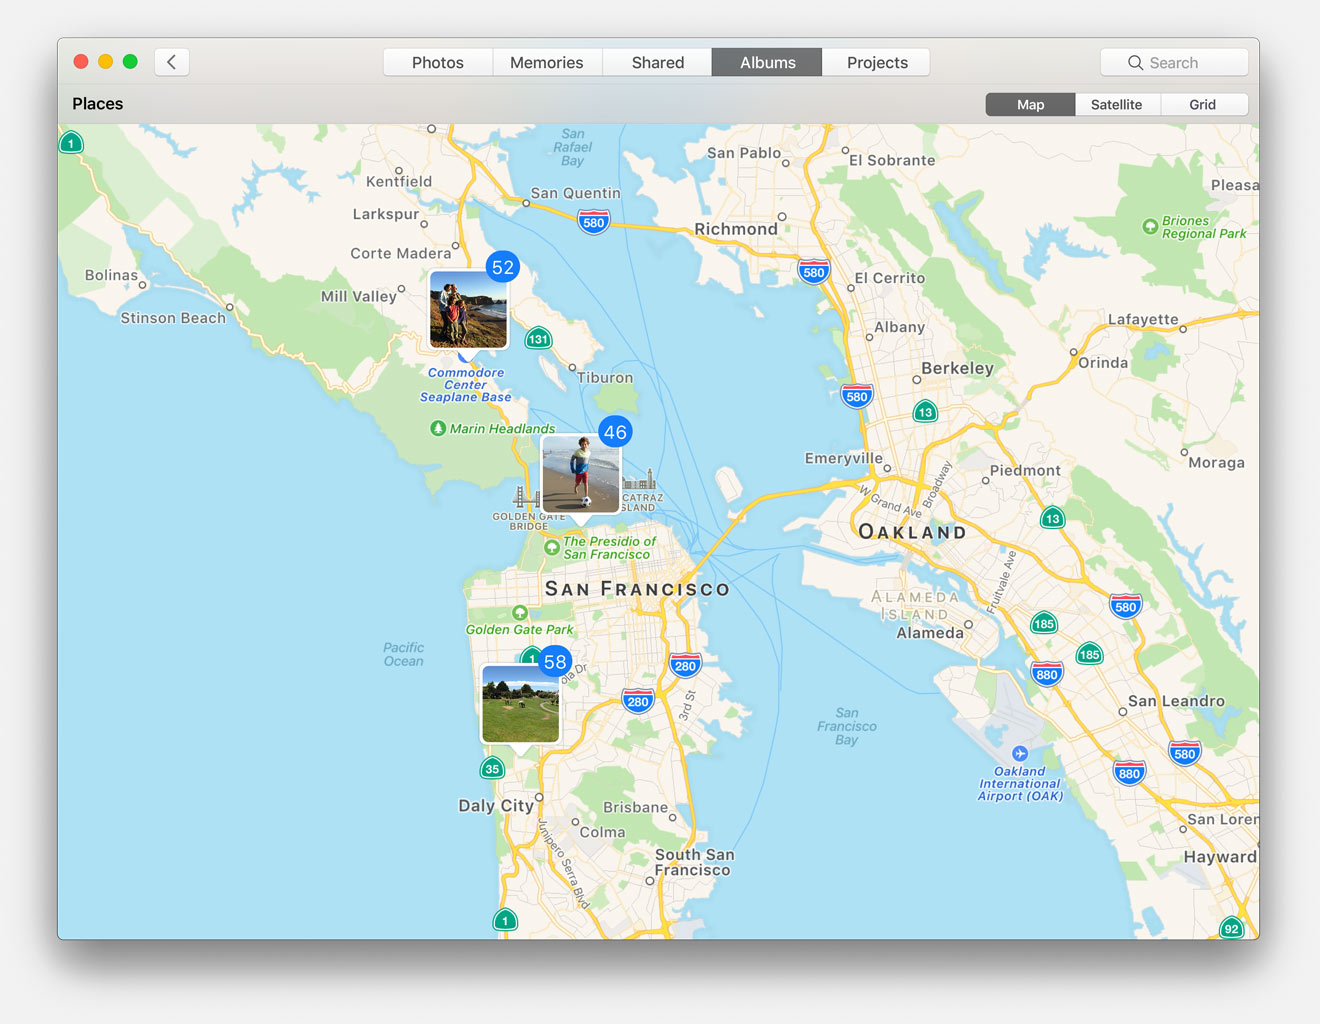 Photos
Memories
Shared
Albums
Projects
Search
Places
Map
Satellite
Grid
1
San
Rafael
Bay
San Pablo
El Sobrante
Kentfield
San Quentin
Pleasa
Larkspur
580
Richmond
Briones
Regional Park
Corte Madera
52
Bolinas
580
El Cerrito
Mill Valley
Stinson Beach
Albany
Lafayette
131
Orinda
Commodore
Center
Seaplane Base
Tiburon
Berkeley
580
13
Marin Headlands
46
Emeryville
Moraga
Piedmont
CATRAZ
SLAND
W Grand Ave
Broadway
GOLDEN GATE
BRIDGE
13
OAKLAND
The Presidio of
San Francisco
SAN FRANCISCO
Fruitvale Ave
ALAMEDA
ISLAND
580
Golden Gate Park
Alameda
185
185
Pacific
Ocean
1
58
ola Dr
280
880
280
3rd St
San Leandro
San
Francisco
Bay
580
35
Oakland
International
Airport (OAK)
880
Daly City
Brisbane
Colma
San Loren
Junipero Serra Blvd
South San
Francisco
Hayward
1
92